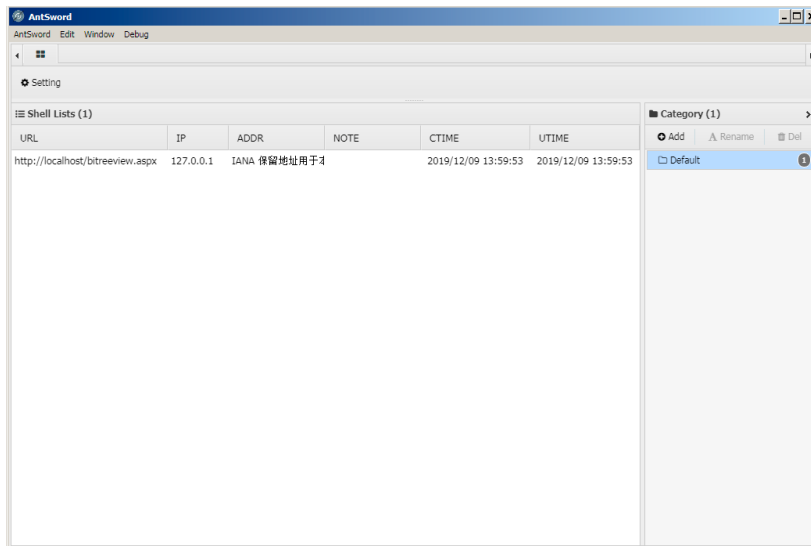 AntSword
AntSword Edit Window Debug
Setting
Shell Lists (1)
URL IP ADDR NOTE CTIME UTIME
http://localhost/bitreeview.aspx 127.0.0.1 IANA 保留地址用于 2019/12/09 13:59:53 2019/12/09 13:59:53
Category (1)
Add Rename Del
Default 1